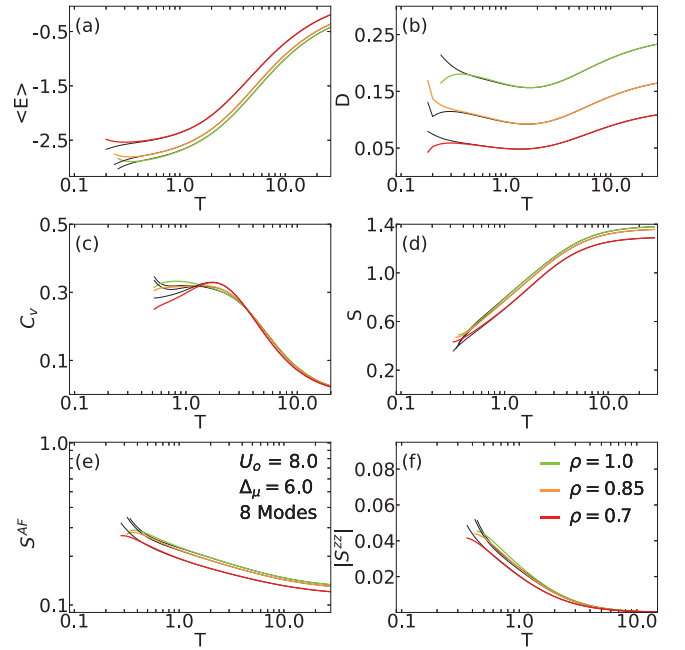 (a)
<E>
-0.5
-1.5
-2.5
0.1
1.0
10.0
T
(b)
D
0.25
0.15
0.05
0.1
1.0
10.0
T
(c)
C_v
0.5
0.3
0.1
0.1
1.0
10.0
T
(d)
S
1.4
1.0
0.6
0.2
0.1
1.0
10.0
T
(e)
S^{AF}
1.0
0.1
U_o = 8.0
Δ_μ = 6.0
8 Modes
0.1
1.0
10.0
T
(f)
|S^{zz}|
0.08
0.06
0.04
0.02
ρ = 1.0
ρ = 0.85
ρ = 0.7
0.1
1.0
10.0
T